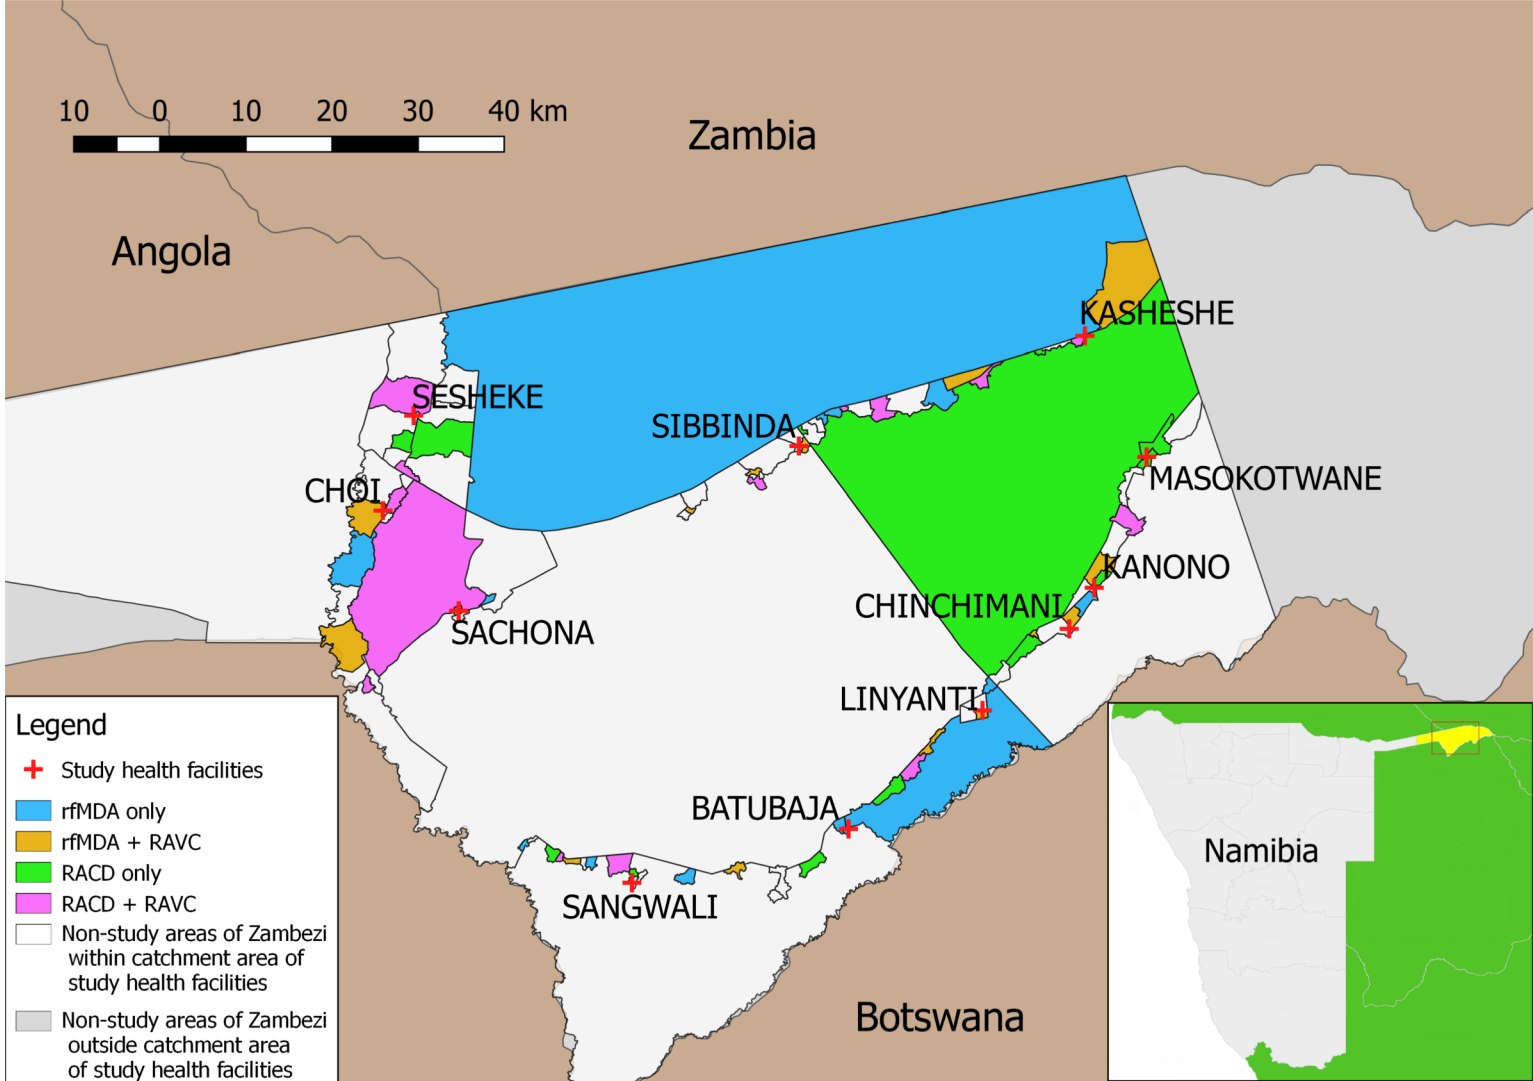 10 0 10 20 30 40 km
Zambia
Angola
KASHESHE
SESHEKE
SIBBINDA
MASOKOTWANE
CHOI
KANONO
CHINCHIMANI
SACHONA
LINYANTI
BATUBAJA
SANGWALI
Botswana
Legend
Study health facilities
rfMDA only
rfMDA + RAVC
RACD only
RACD + RAVC
Non-study areas of Zambezi
within catchment area of
study health facilities
Non-study areas of Zambezi
outside catchment area
of study health facilities
Namibia